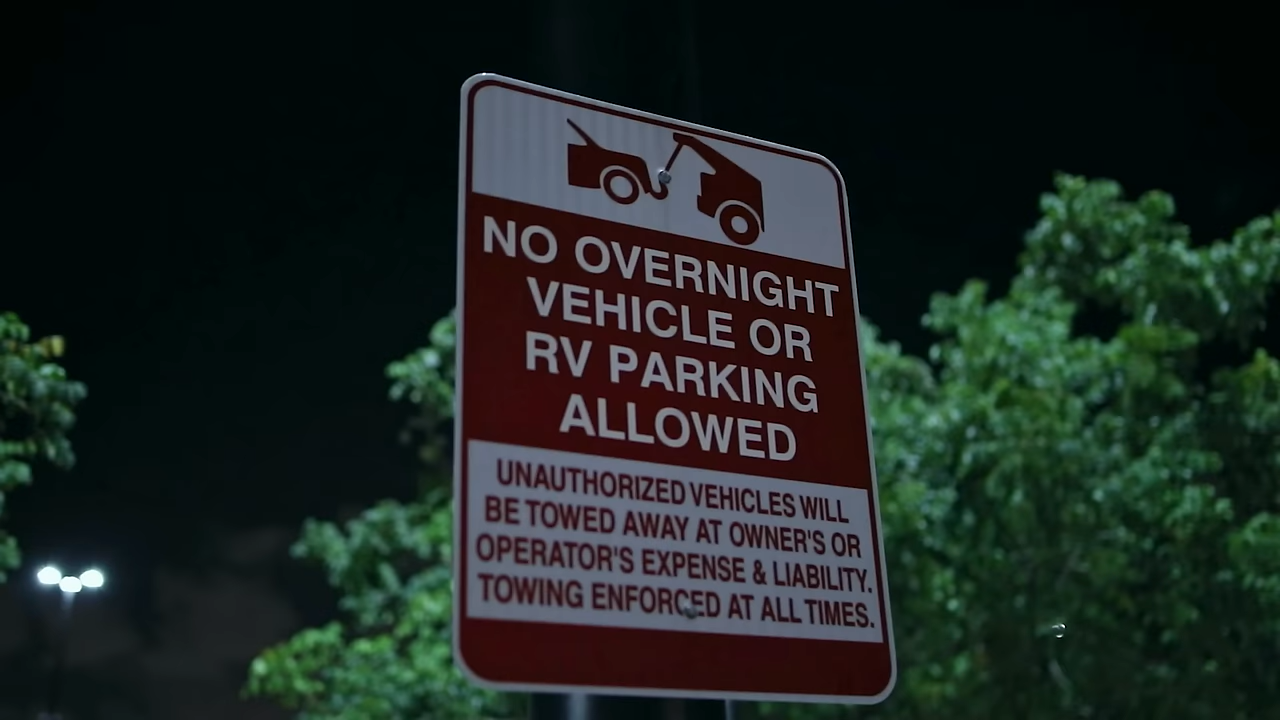 NO OVERNIGHT
VEHICLE OR
RV PARKING
ALLOWED
UNAUTHORIZED VEHICLES WILL
BE TOWED AWAY AT OWNER'S OR
OPERATOR'S EXPENSE & LIABILITY.
TOWING ENFORCED AT ALL TIMES.